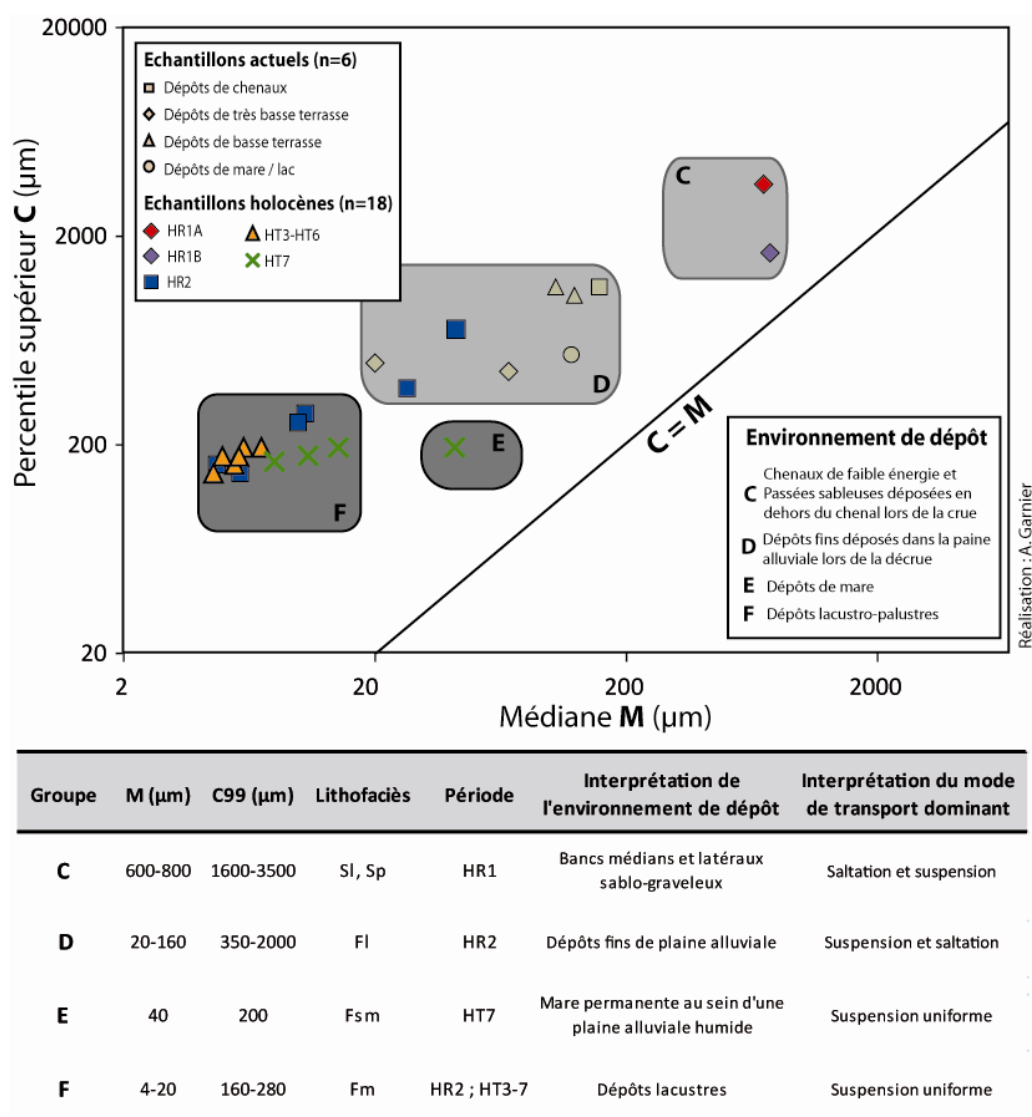 20000
2000
200
20
Percentile supérieur C (µm)
Echantillons actuels (n=6)
Dépôts de chenaux
Dépôts de très basse terrasse
Dépôts de basse terrasse
Dépôts de mare / lac
Echantillons holocènes (n=18)
HR1A
HT3-HT6
HR1B
HT7
HR2
C
D
E
F
C = M
Environnement de dépôt
Chenaux de faible énergie et
C Passées sableuses déposées en
dehors du chenal lors de la crue
D Dépôts fins déposés dans la paine
alluviale lors de la décrue
E Dépôts de mare
F Dépôts lacustro-palustres
Réalisation : A. Garnier
2
20
200
2000
Médiane M (µm)
Groupe M (µm) C99 (µm) Lithofaciès Période Interprétation de l'environnement de dépôt Interprétation du mode de transport dominant
C 600-800 1600-3500 Sl, Sp HR1 Bancs médians et latéraux sablo-graveleux Saltation et suspension
D 20-160 350-2000 Fl HR2 Dépôts fins de plaine alluviale Suspension et saltation
E 40 200 Fsm HT7 Mare permanente au sein d'une plaine alluviale humide Suspension uniforme
F 4-20 160-280 Fm HR2 ; HT3-7 Dépôts lacustres Suspension uniforme